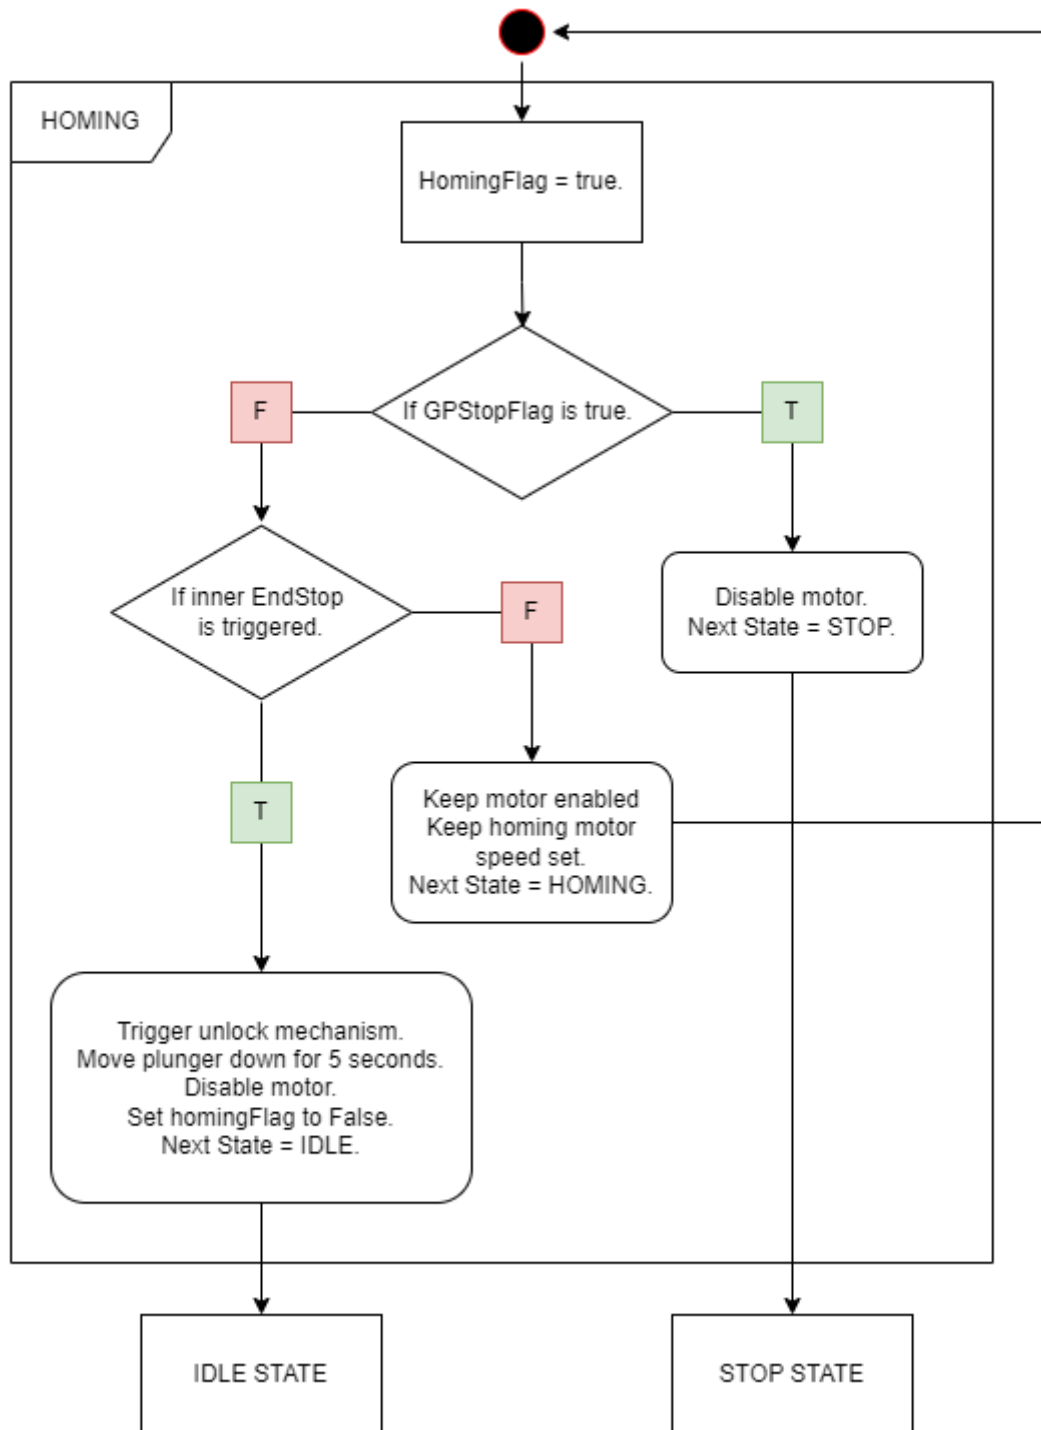 HOMING
HomingFlag = true.
F
If GPStopFlag is true.
T
If inner EndStop
is triggered.
F
Disable motor.
Next State = STOP.
T
Keep motor enabled
Keep homing motor
speed set.
Next State = HOMING.
Trigger unlock mechanism.
Move plunger down for 5 seconds.
Disable motor.
Set homingFlag to False.
Next State = IDLE.
IDLE STATE
STOP STATE